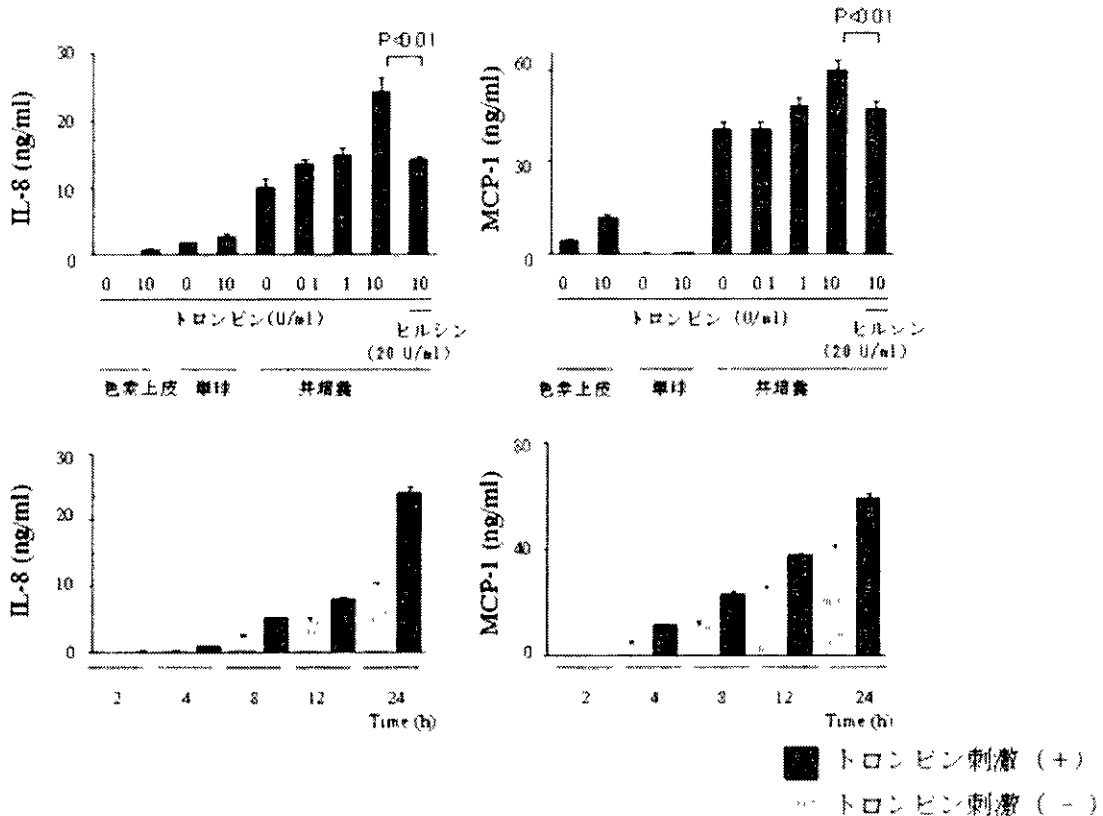 P<0.01
30
20
10
0
IL-8 (ng/ml)
0 10 0 10 0 0.1 1 10 10
トロンビン(U/ml)
ヒルシン
(20 U/ml)
色素上皮 単球 共培養
P<0.01
60
30
0
MCP-1 (ng/ml)
0 10 0 10 0 0.1 1 10 10
トロンビン (U/ml)
ヒルシン
(20 U/ml)
色素上皮 単球 共培養
30
20
10
0
IL-8 (ng/ml)
2 4 8 12 24
Time (h)
80
40
0
MCP-1 (ng/ml)
2 4 8 12 24
Time (h)
トロンビン刺激 (+)
トロンビン刺激 (-)